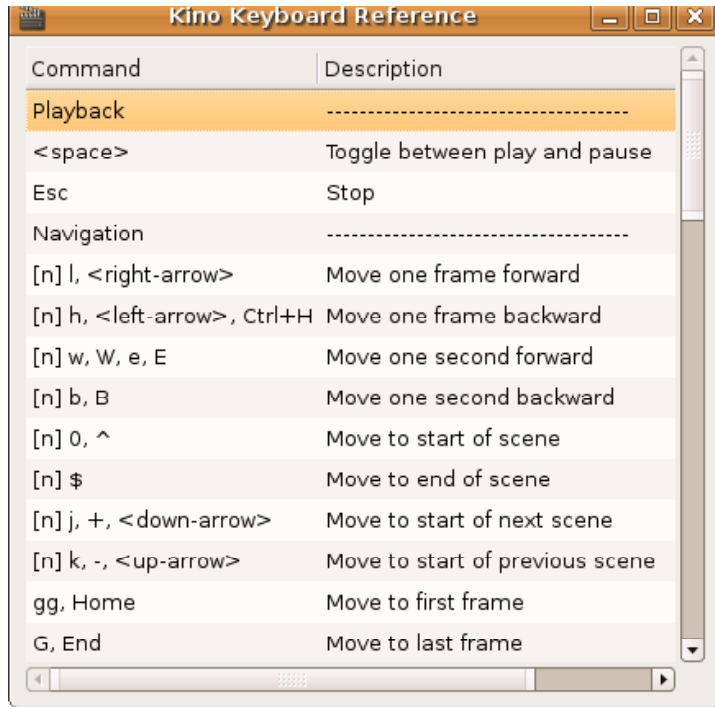 Kino Keyboard Reference
Command Description
Playback ------------------------------------
<space> Toggle between play and pause
Esc Stop
Navigation ------------------------------------
[n] l, <right-arrow> Move one frame forward
[n] h, <left-arrow>, Ctrl+H Move one frame backward
[n] w, W, e, E Move one second forward
[n] b, B Move one second backward
[n] 0, ^ Move to start of scene
[n] $ Move to end of scene
[n] j, +, <down-arrow> Move to start of next scene
[n] k, -, <up-arrow> Move to start of previous scene
gg, Home Move to first frame
G, End Move to last frame